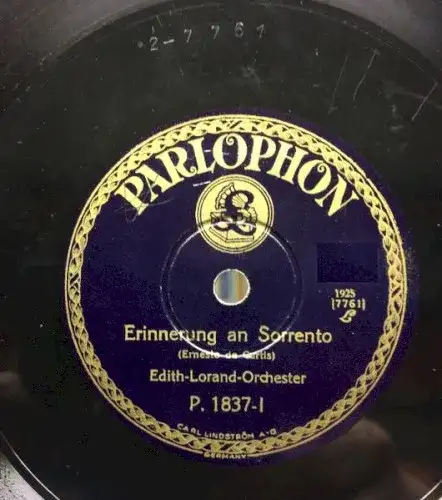 2-7761
PARLOPHON
£
1925
[7761]
L
Erinnerung an Sorrento
(Ernesto de Curtis)
Edith-Lorand-Orchester
P. 1837-I
CARL LINDSTRÖM A.-G.
GERMANY